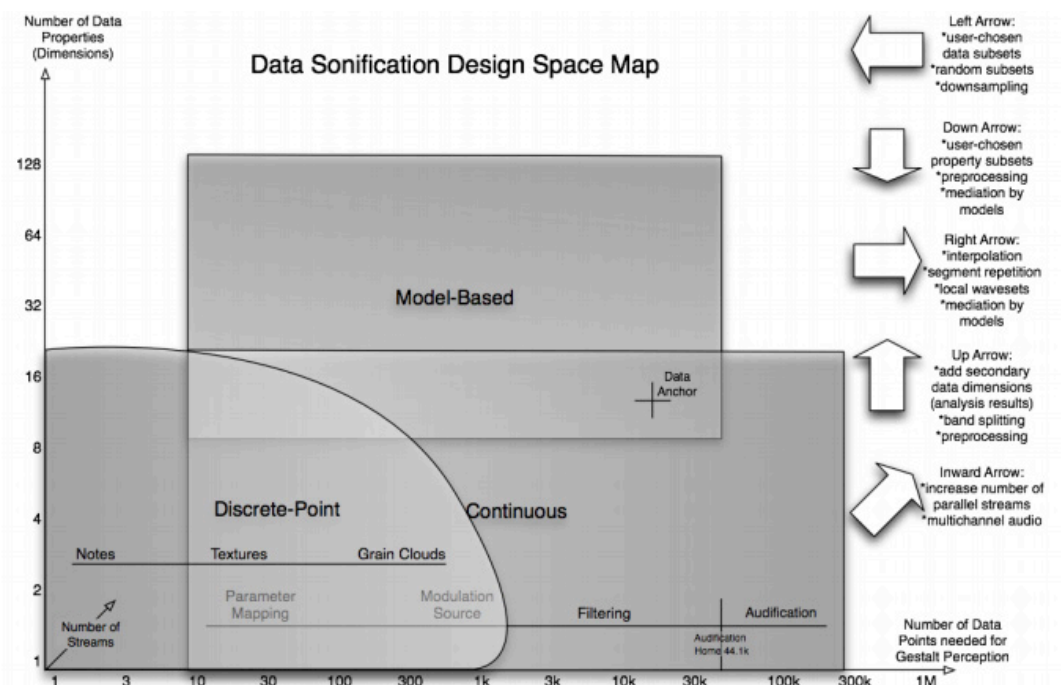 Number of Data
Properties
(Dimensions)
Data Sonification Design Space Map
128
64
32
16
8
4
2
1
Model-Based
Data
Anchor
Discrete-Point
Continuous
Notes
Textures
Grain Clouds
Parameter
Mapping
Modulation
Source
Filtering
Audification
Number of
Streams
Audification
Home 44.1k
Number of Data
Points needed for
Gestalt Perception
1
3
10
30
100
300
1k
3k
10k
30k
100k
300k
1M
Left Arrow:
*user-chosen
data subsets
*random subsets
*downsampling
Down Arrow:
*user-chosen
property subsets
*preprocessing
*mediation by
models
Right Arrow:
*interpolation
*segment repetition
*local wavesets
*mediation by
models
Up Arrow:
*add secondary
data dimensions
(analysis results)
*band splitting
*preprocessing
Inward Arrow:
*increase number of
parallel streams
*multichannel audio